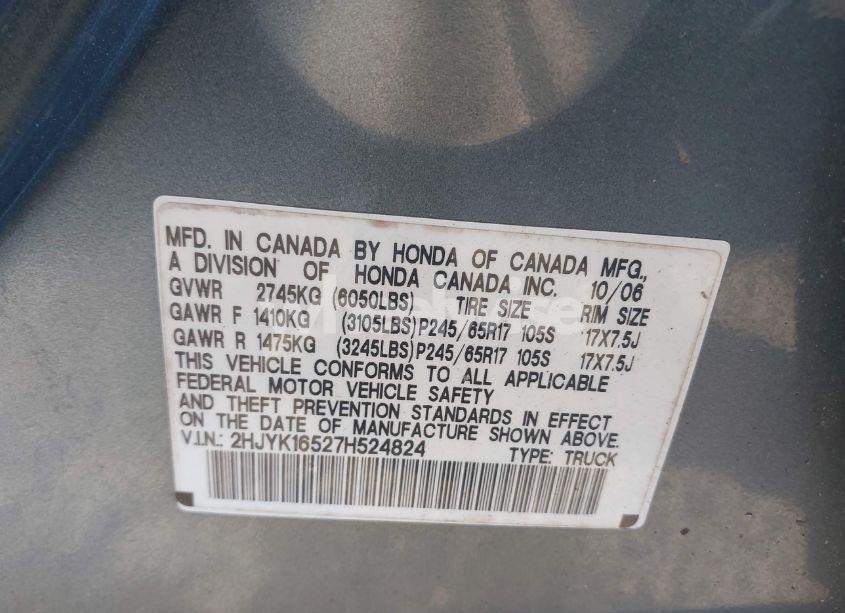 MFD. IN CANADA BY HONDA OF CANADA MFG.,
A DIVISION OF HONDA CANADA INC. 10/06
GVWR 2745KG (6050LBS) TIRE SIZE RIM SIZE
GAWR F 1410KG (3105LBS)P245/65R17 105S 17X7.5J
GAWR R 1475KG (3245LBS)P245/65R17 105S 17X7.5J
THIS VEHICLE CONFORMS TO ALL APPLICABLE
FEDERAL MOTOR VEHICLE SAFETY
AND THEFT PREVENTION STANDARDS IN EFFECT
ON THE DATE OF MANUFACTURE SHOWN ABOVE.
V.I.N.: 2HJYK16527H524824 TYPE: TRUCK